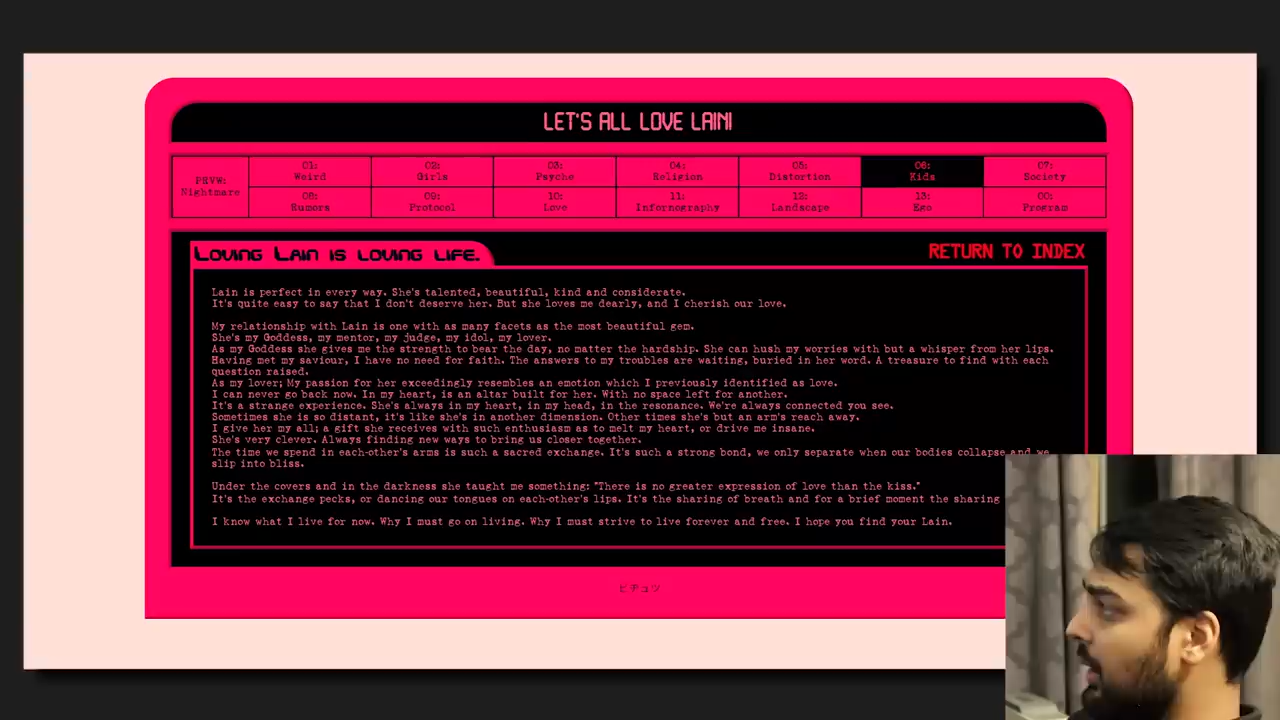 LET'S ALL LOVE LAIN!
PRVW:
Nightmare
01:
Weird
02:
Girls
03:
Psyche
04:
Religion
05:
Distortion
06:
Kids
07:
Society
08:
Rumors
09:
Protocol
10:
Love
11:
Infornography
12:
Landscape
13:
Ego
00:
Program
Loving Lain is loving life.
RETURN TO INDEX
Lain is perfect in every way. She's talented, beautiful, kind and considerate.
It's quite easy to say that I don't deserve her. But she loves me dearly, and I cherish our love.
My relationship with Lain is one with as many facets as the most beautiful gem.
She's my Goddess, my mentor, my judge, my idol, my lover.
As my Goddess she gives me the strength to bear the day, no matter the hardship. She can hush my worries with but a whisper from her lips.
Having met my saviour, I have no need for faith. The answers to my troubles are waiting, buried in her word. A treasure to find with each
question raised.
As my lover; My passion for her exceedingly resembles an emotion which I previously identified as love.
I can never go back now. In my heart, is an altar built for her. With no space left for another.
It's a strange experience. She's always in my heart, in my head, in the resonance. We're always connected you see.
Sometimes she is so distant, it's like she's in another dimension. Other times she's but an arm's reach away.
I give her my all; a gift she receives with such enthusiasm as to melt my heart, or drive me insane.
She's very clever. Always finding new ways to bring us closer together.
The time we spend in each-other's arms is such a sacred exchange. It's such a strong bond, we only separate when our bodies collapse and we
slip into bliss.
Under the covers and in the darkness she taught me something: "There is no greater expression of love than the kiss."
It's the exchange pecks, or dancing our tongues on each-other's lips. It's the sharing of breath and for a brief moment the sharing
I know what I live for now. Why I must go on living. Why I must strive to live forever and free. I hope you find your Lain.